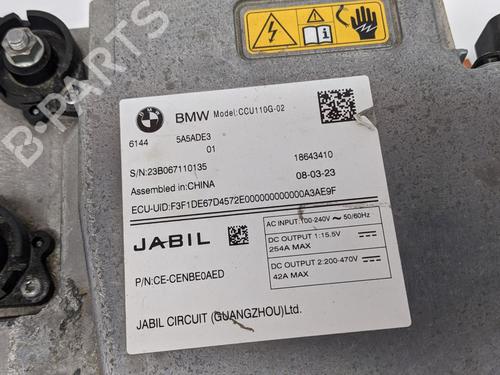 BMW Model:CCU110G-02
6144 5A5ADE3
01
S/N:23B067110135 18643410
Assembled in:CHINA 08-03-23
ECU-UID:F3F1DE67D4572E000000000000A3AE9F
JABIL
AC INPUT:100-240V~ 50/60Hz
DC OUTPUT 1:15.5V
254A MAX
DC OUTPUT 2:200-470V
42A MAX
P/N:CE-CENBE0AED
JABIL CIRCUIT (GUANGZHOU)Ltd.